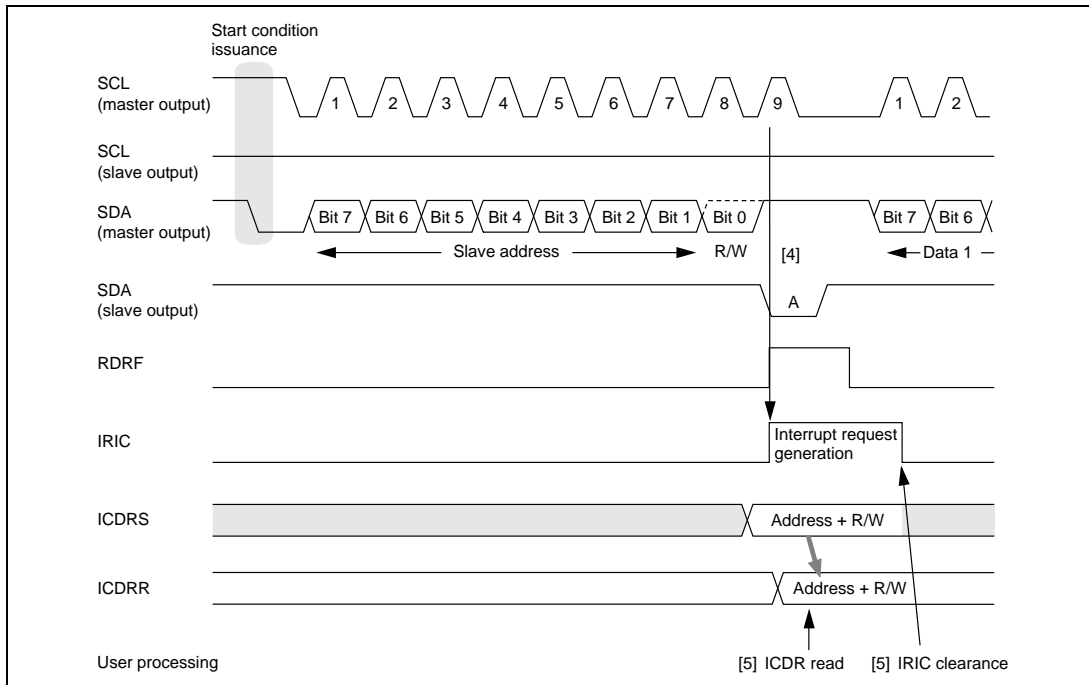 Start condition
issuance
SCL
(master output)
1 2 3 4 5 6 7 8 9 1 2
SCL
(slave output)
SDA
(master output)
Bit 7 Bit 6 Bit 5 Bit 4 Bit 3 Bit 2 Bit 1 Bit 0 Bit 7 Bit 6
Slave address R/W [4] Data 1
SDA
(slave output)
A
RDRF
IRIC
Interrupt request
generation
ICDRS
Address + R/W
ICDRR
Address + R/W
User processing
[5] ICDR read
[5] IRIC clearance